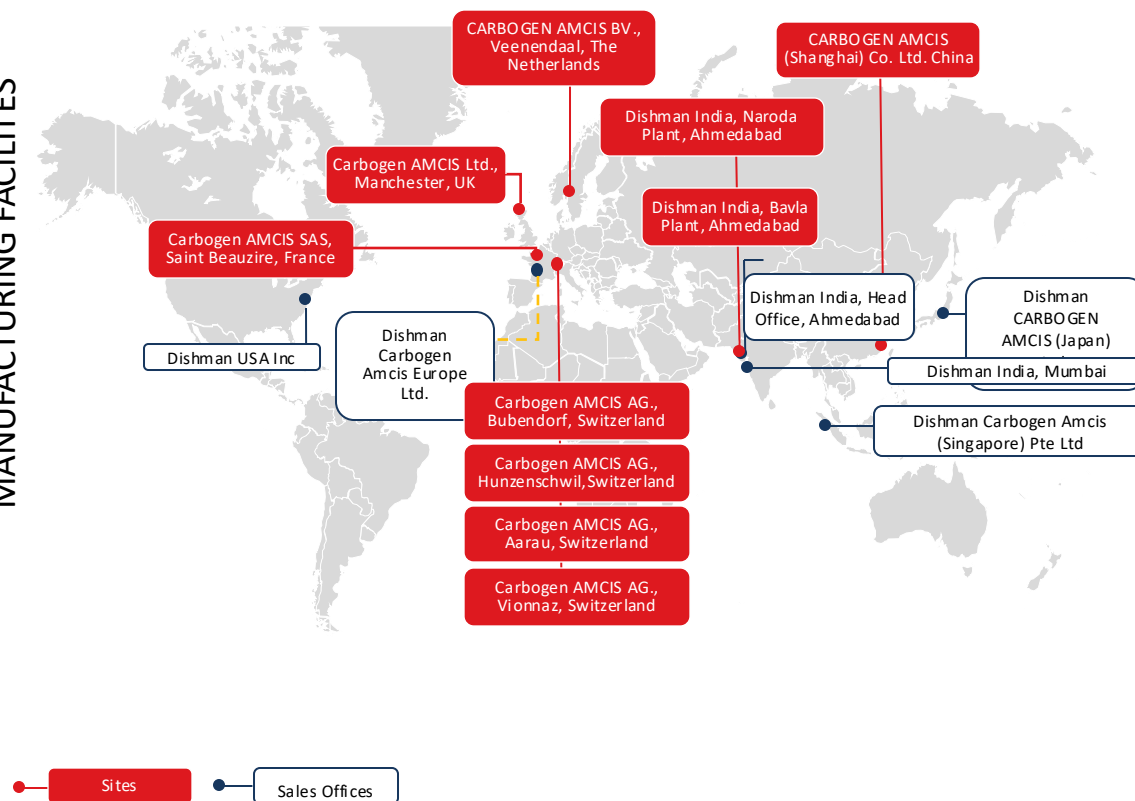 MANUFACTURING FACILITES
CARBOGEN AMCIS BV.,
Veenendaal, The
Netherlands
CARBOGEN AMCIS
(Shanghai) Co. Ltd. China
Dishman India, Naroda
Plant, Ahmedabad
Carbogen AMCIS Ltd.,
Manchester, UK
Dishman India, Bavla
Plant, Ahmedabad
Carbogen AMCIS SAS,
Saint Beauzire, France
Dishman India, Head
Office, Ahmedabad
Dishman
CARBOGEN
AMCIS (Japan)
Dishman USA Inc
Dishman
Carbogen
Amcis Europe
Ltd.
Dishman India, Mumbai
Carbogen AMCIS AG.,
Bubendorf, Switzerland
Dishman Carbogen Amcis
(Singapore) Pte Ltd
Carbogen AMCIS AG.,
Hunzenschwil, Switzerland
Carbogen AMCIS AG.,
Aarau, Switzerland
Carbogen AMCIS AG.,
Vionnaz, Switzerland
Sites
Sales Offices